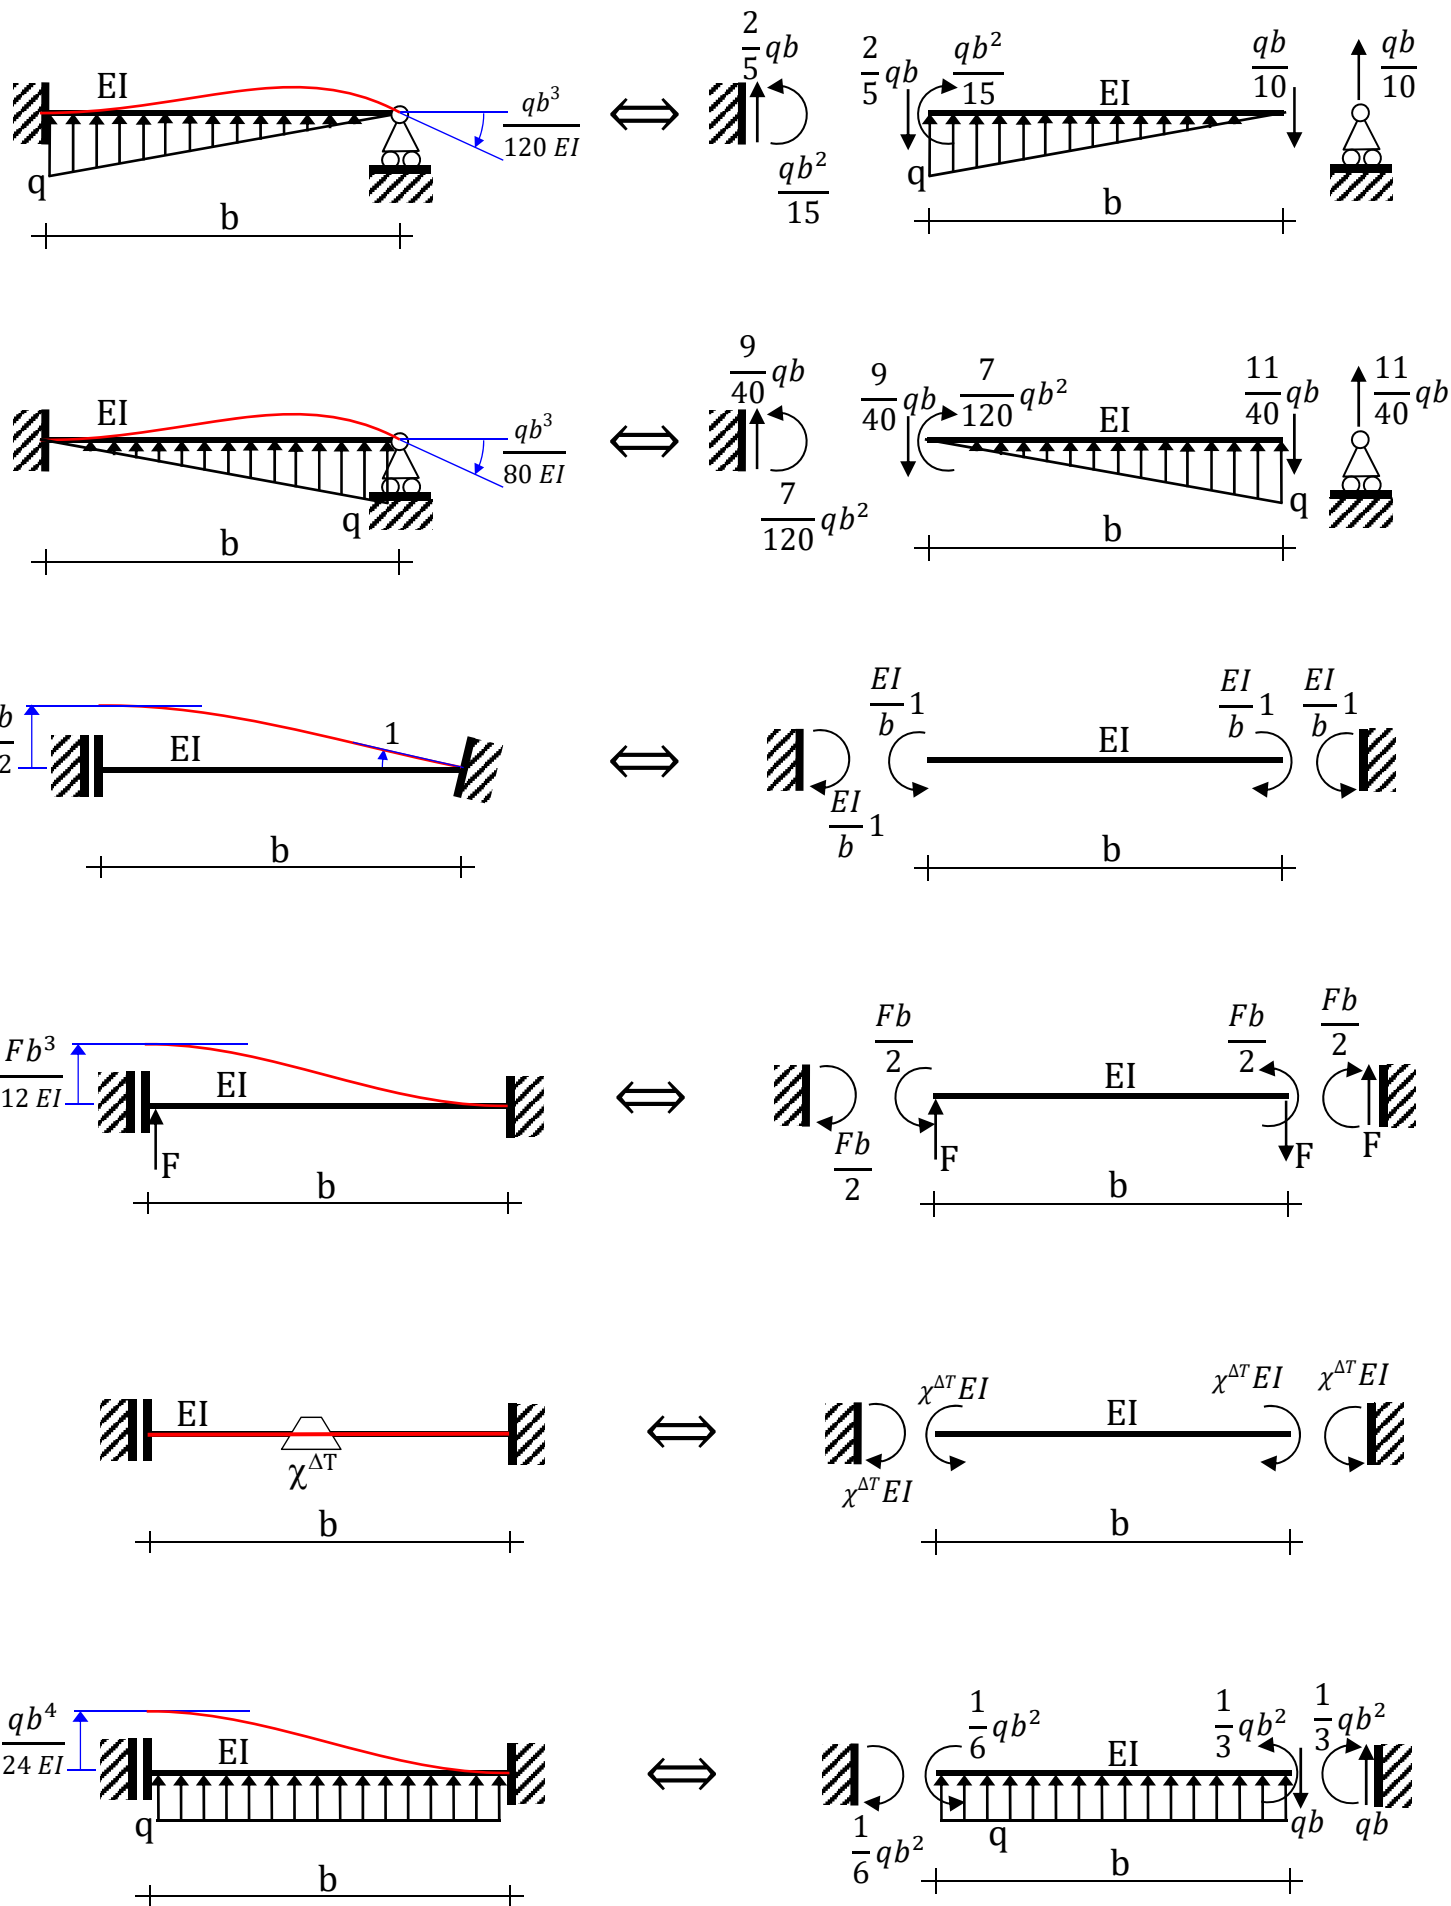 EI
q
b
qb³/120 EI
2/5 qb
qb²/15
2/5 qb
qb²/15
EI
qb/10
qb/10
q
b
EI
q
b
qb³/80 EI
9/40 qb
7/120 qb²
9/40 qb
7/120 qb²
EI
11/40 qb
11/40 qb
q
b
b/2
EI
1
b
EI/b 1
EI/b 1
EI
EI/b 1
EI/b 1
b
Fb³/12 EI
EI
F
b
Fb/2
Fb/2
F
EI
Fb/2
F
Fb/2
F
b
EI
χ^ΔT
b
χ^ΔT EI
χ^ΔT EI
EI
χ^ΔT EI
χ^ΔT EI
b
qb⁴/24 EI
EI
q
b
1/6 qb²
1/6 qb²
EI
q
1/3 qb²
qb
1/3 qb²
qb
b